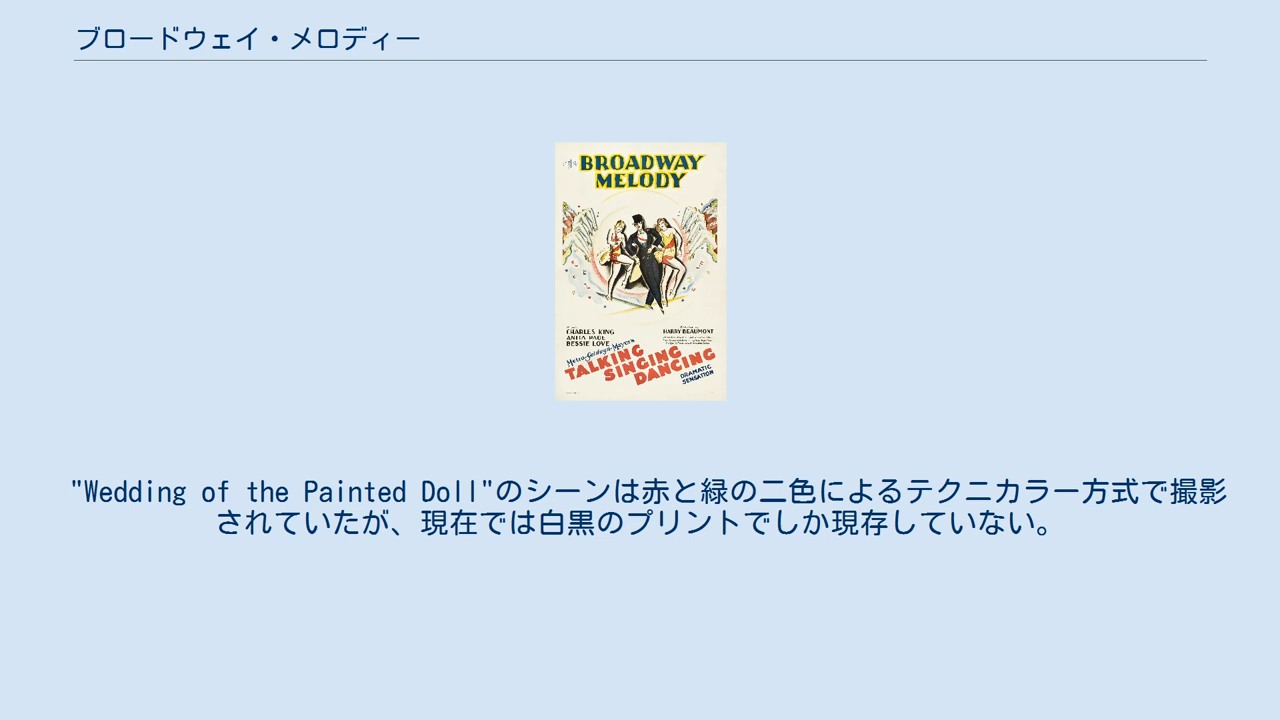 ブロードウェイ・メロディー
The BROADWAY
MELODY
CHARLES KING
ANITA PAGE
BESSIE LOVE
HARRY BEAUMONT
Metro-Goldwyn-Mayer's
TALKING
SINGING
DANCING
DRAMATIC
SENSATION
"Wedding of the Painted Doll"のシーンは赤と緑の二色によるテクニカラー方式で撮影
されていたが、現在では白黒のプリントでしか現存していない。